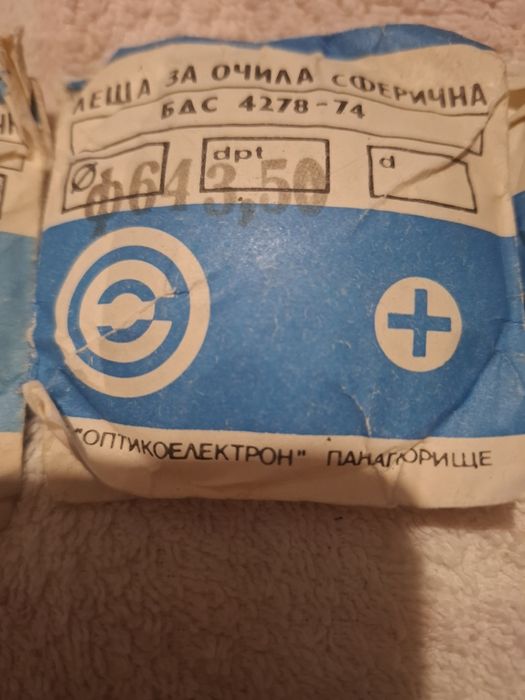 ЛЕЩА ЗА ОЧИЛА СФЕРИЧНА
БДС 4278-74
Ø dpt d
ф64 3,50
"ОПТИКОЕЛЕКТРОН" ПАНАГЮРИЩЕ